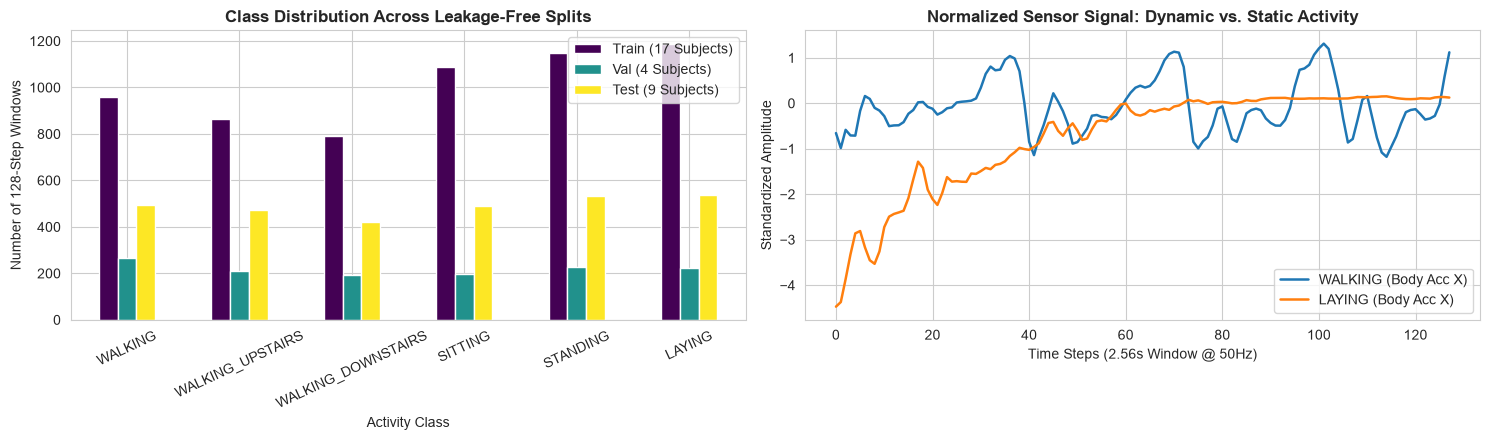 Class Distribution Across Leakage-Free Splits
Number of 128-Step Windows
1200
1000
800
600
400
200
0
Train (17 Subjects)
Val (4 Subjects)
Test (9 Subjects)
WALKING
WALKING_UPSTAIRS
WALKING_DOWNSTAIRS
SITTING
STANDING
LAYING
Activity Class
Normalized Sensor Signal: Dynamic vs. Static Activity
Standardized Amplitude
1
0
−1
−2
−3
−4
WALKING (Body Acc X)
LAYING (Body Acc X)
0
20
40
60
80
100
120
Time Steps (2.56s Window @ 50Hz)